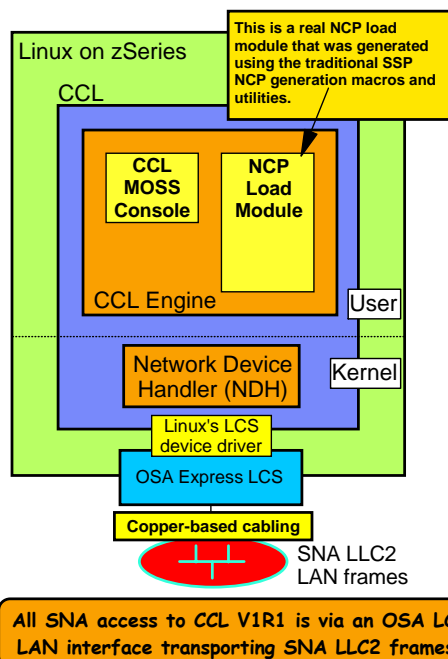 Linux on zSeries
This is a real NCP load
module that was generated
using the traditional SSP
NCP generation macros and
utilities.
CCL
CCL
MOSS
Console
NCP
Load
Module
CCL Engine
User
Network Device
Handler (NDH)
Kernel
Linux's LCS
device driver
OSA Express LCS
Copper-based cabling
SNA LLC2
LAN frames
All SNA access to CCL V1R1 is via an OSA
LAN interface transporting SNA LLC2